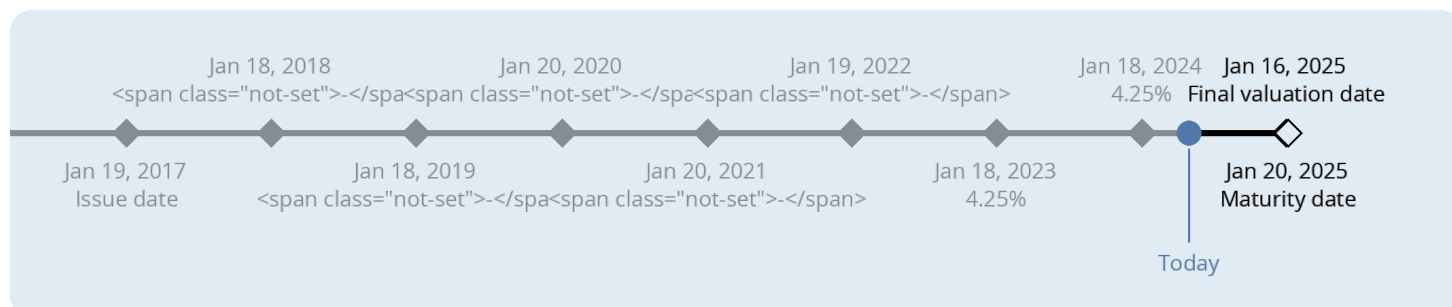 Jan 18, 2018
<span class="not-set">-</spa
Jan 20, 2020
<span class="not-set">-</spa
Jan 19, 2022
<span class="not-set">-</span>
Jan 18, 2024
4.25%
Jan 16, 2025
Final valuation date
Jan 19, 2017
Issue date
Jan 18, 2019
<span class="not-set">-</spa
Jan 20, 2021
<span class="not-set">-</span>
Jan 18, 2023
4.25%
Jan 20, 2025
Maturity date
Today